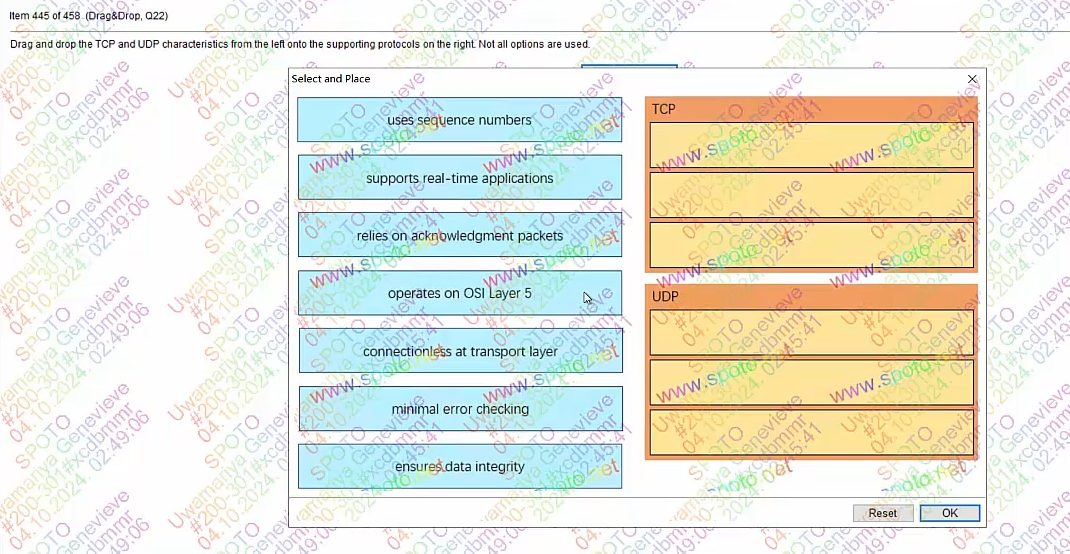 Item 445 of 458 (Drag&Drop, Q22)
Drag and drop the TCP and UDP characteristics from the left onto the supporting protocols on the right. Not all options are used.
Select and Place
uses sequence numbers
supports real-time applications
relies on acknowledgment packets
operates on OSI Layer 5
connectionless at transport layer
minimal error checking
ensures data integrity
TCP
UDP
Reset
OK
www.spoto.net